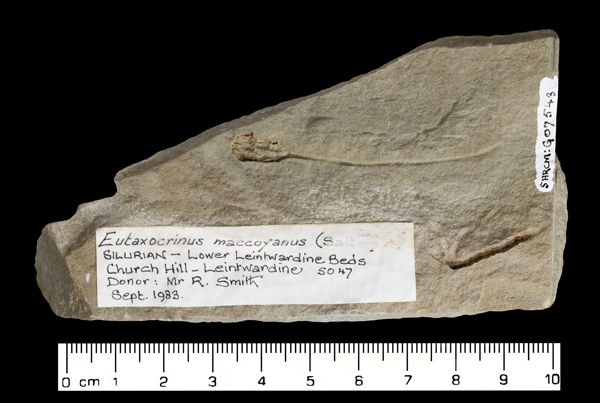 SHRCM: G07543
Eutaxocrinus maccoyanus (Salte
SILURIAN – Lower Leintwardine Beds
Church Hill – Leintwardine SO47
Donor: Mr R. Smith
Sept. 1983.
0 cm 1 2 3 4 5 6 7 8 9 10